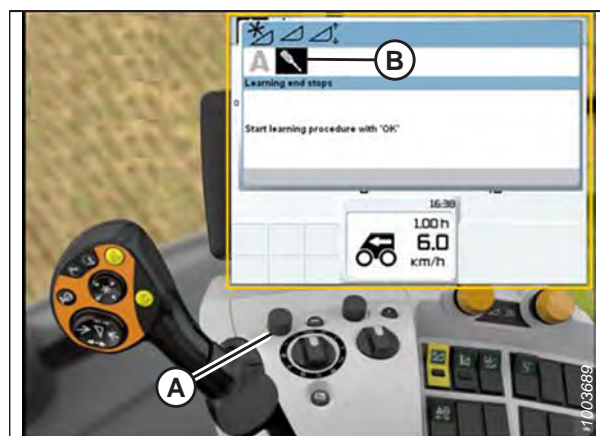 A
B
Learning end stops
Start learning procedure with "OK"
16:38
1.00 h
6.0
km/h
A
1003689